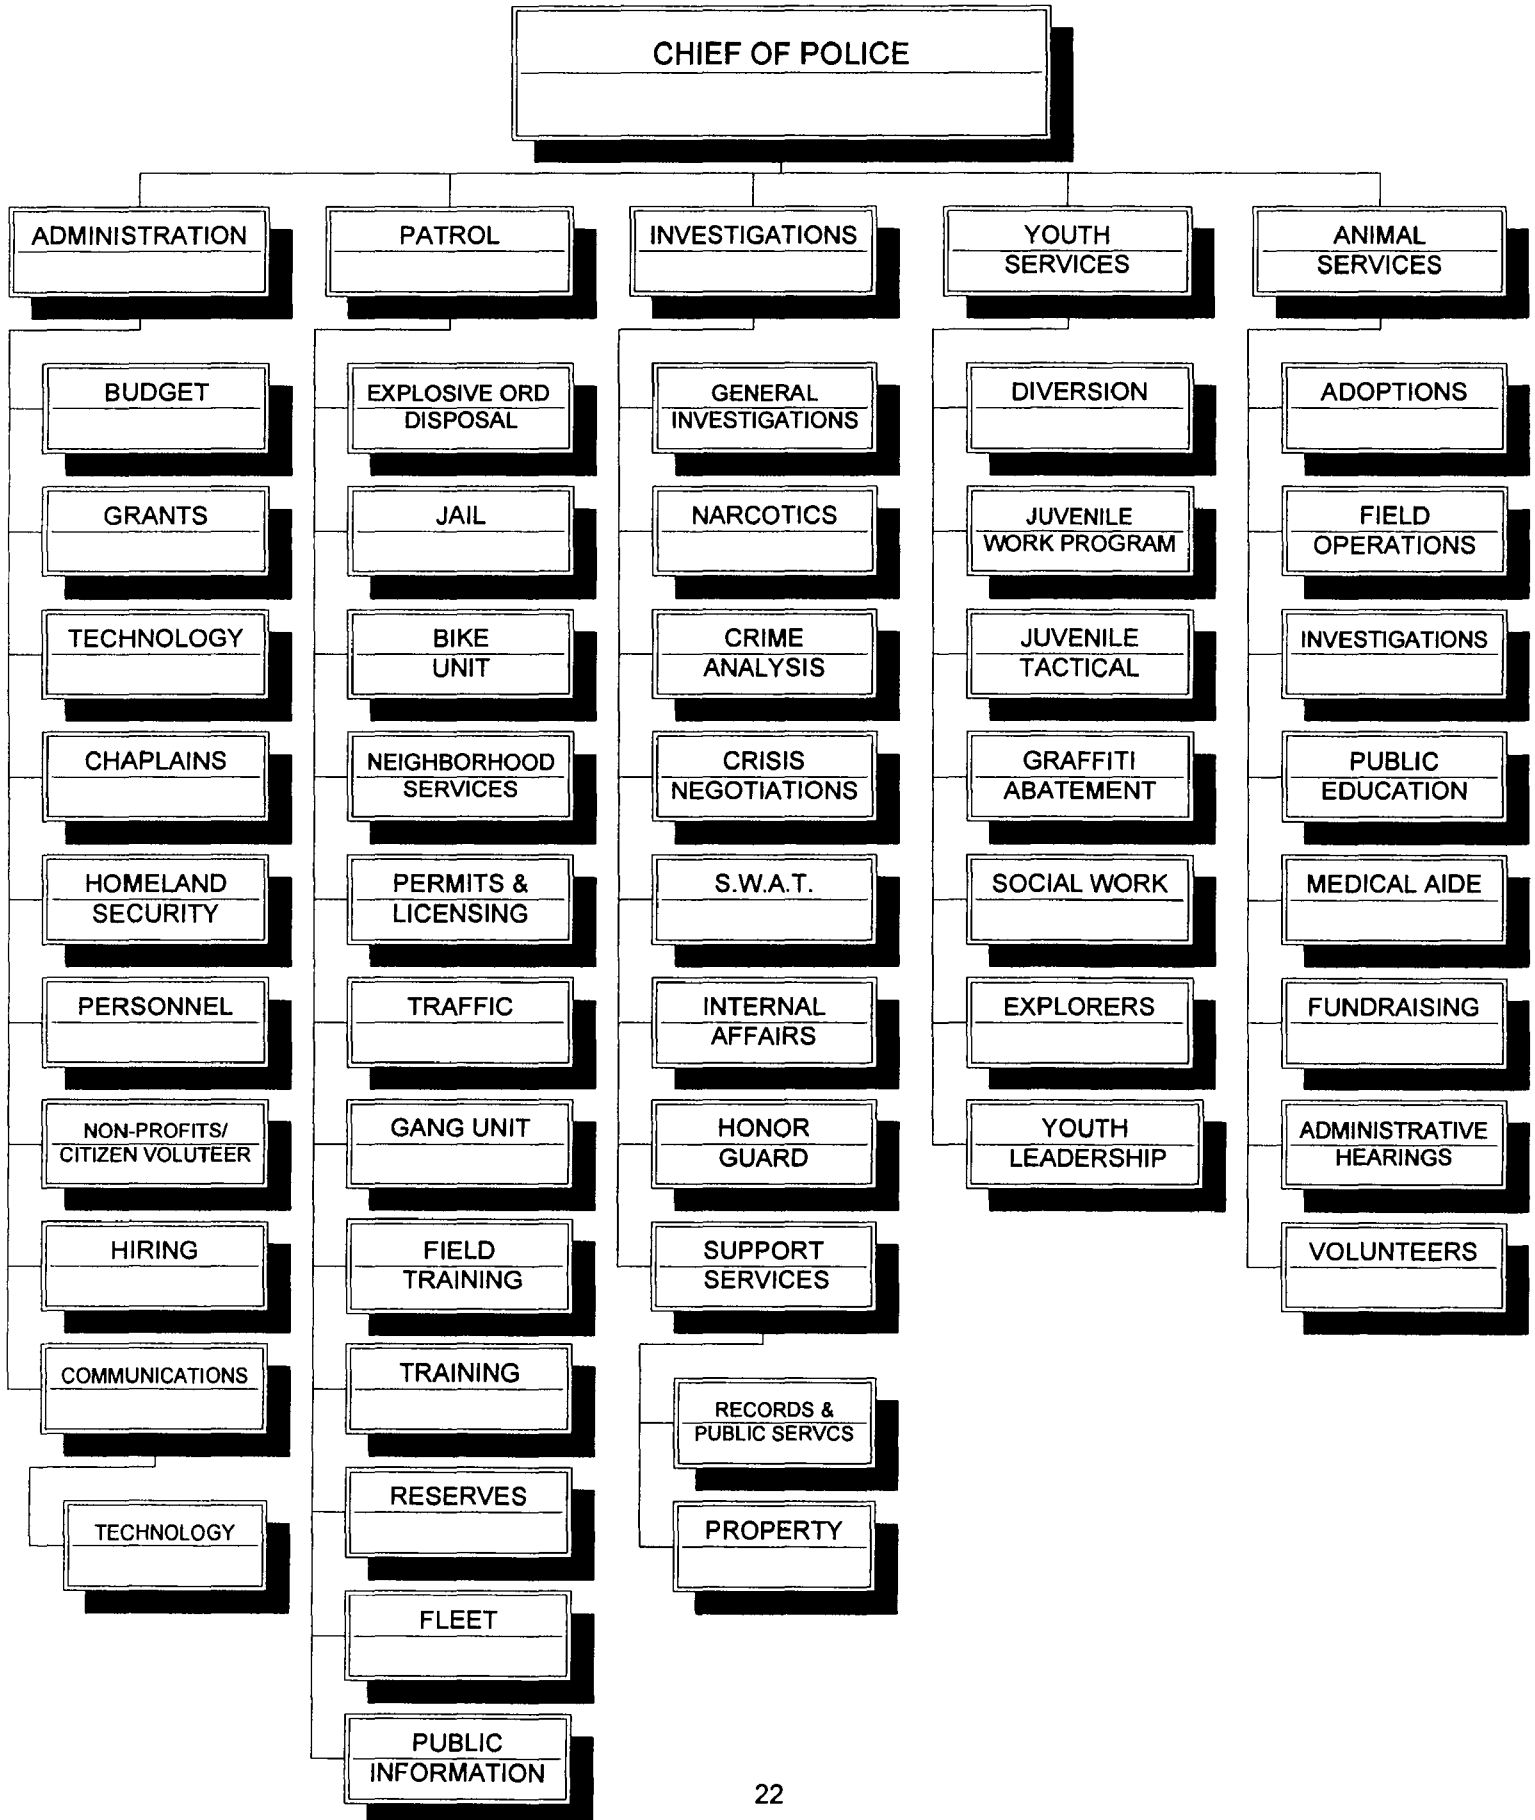 CHIEF OF POLICE
ADMINISTRATION
BUDGET
GRANTS
TECHNOLOGY
CHAPLAINS
HOMELAND
SECURITY
PERSONNEL
NON-PROFITS/
CITIZEN VOLUTEER
HIRING
COMMUNICATIONS
TECHNOLOGY
PATROL
EXPLOSIVE ORD
DISPOSAL
JAIL
BIKE
UNIT
NEIGHBORHOOD
SERVICES
PERMITS &
LICENSING
TRAFFIC
GANG UNIT
FIELD
TRAINING
TRAINING
RESERVES
FLEET
PUBLIC
INFORMATION
INVESTIGATIONS
GENERAL
INVESTIGATIONS
NARCOTICS
CRIME
ANALYSIS
CRISIS
NEGOTIATIONS
S.W.A.T.
INTERNAL
AFFAIRS
HONOR
GUARD
SUPPORT
SERVICES
RECORDS &
PUBLIC SERVCS
PROPERTY
YOUTH
SERVICES
DIVERSION
JUVENILE
WORK PROGRAM
JUVENILE
TACTICAL
GRAFFITI
ABATEMENT
SOCIAL WORK
EXPLORERS
YOUTH
LEADERSHIP
ANIMAL
SERVICES
ADOPTIONS
FIELD
OPERATIONS
INVESTIGATIONS
PUBLIC
EDUCATION
MEDICAL AIDE
FUNDRAISING
ADMINISTRATIVE
HEARINGS
VOLUNTEERS
22